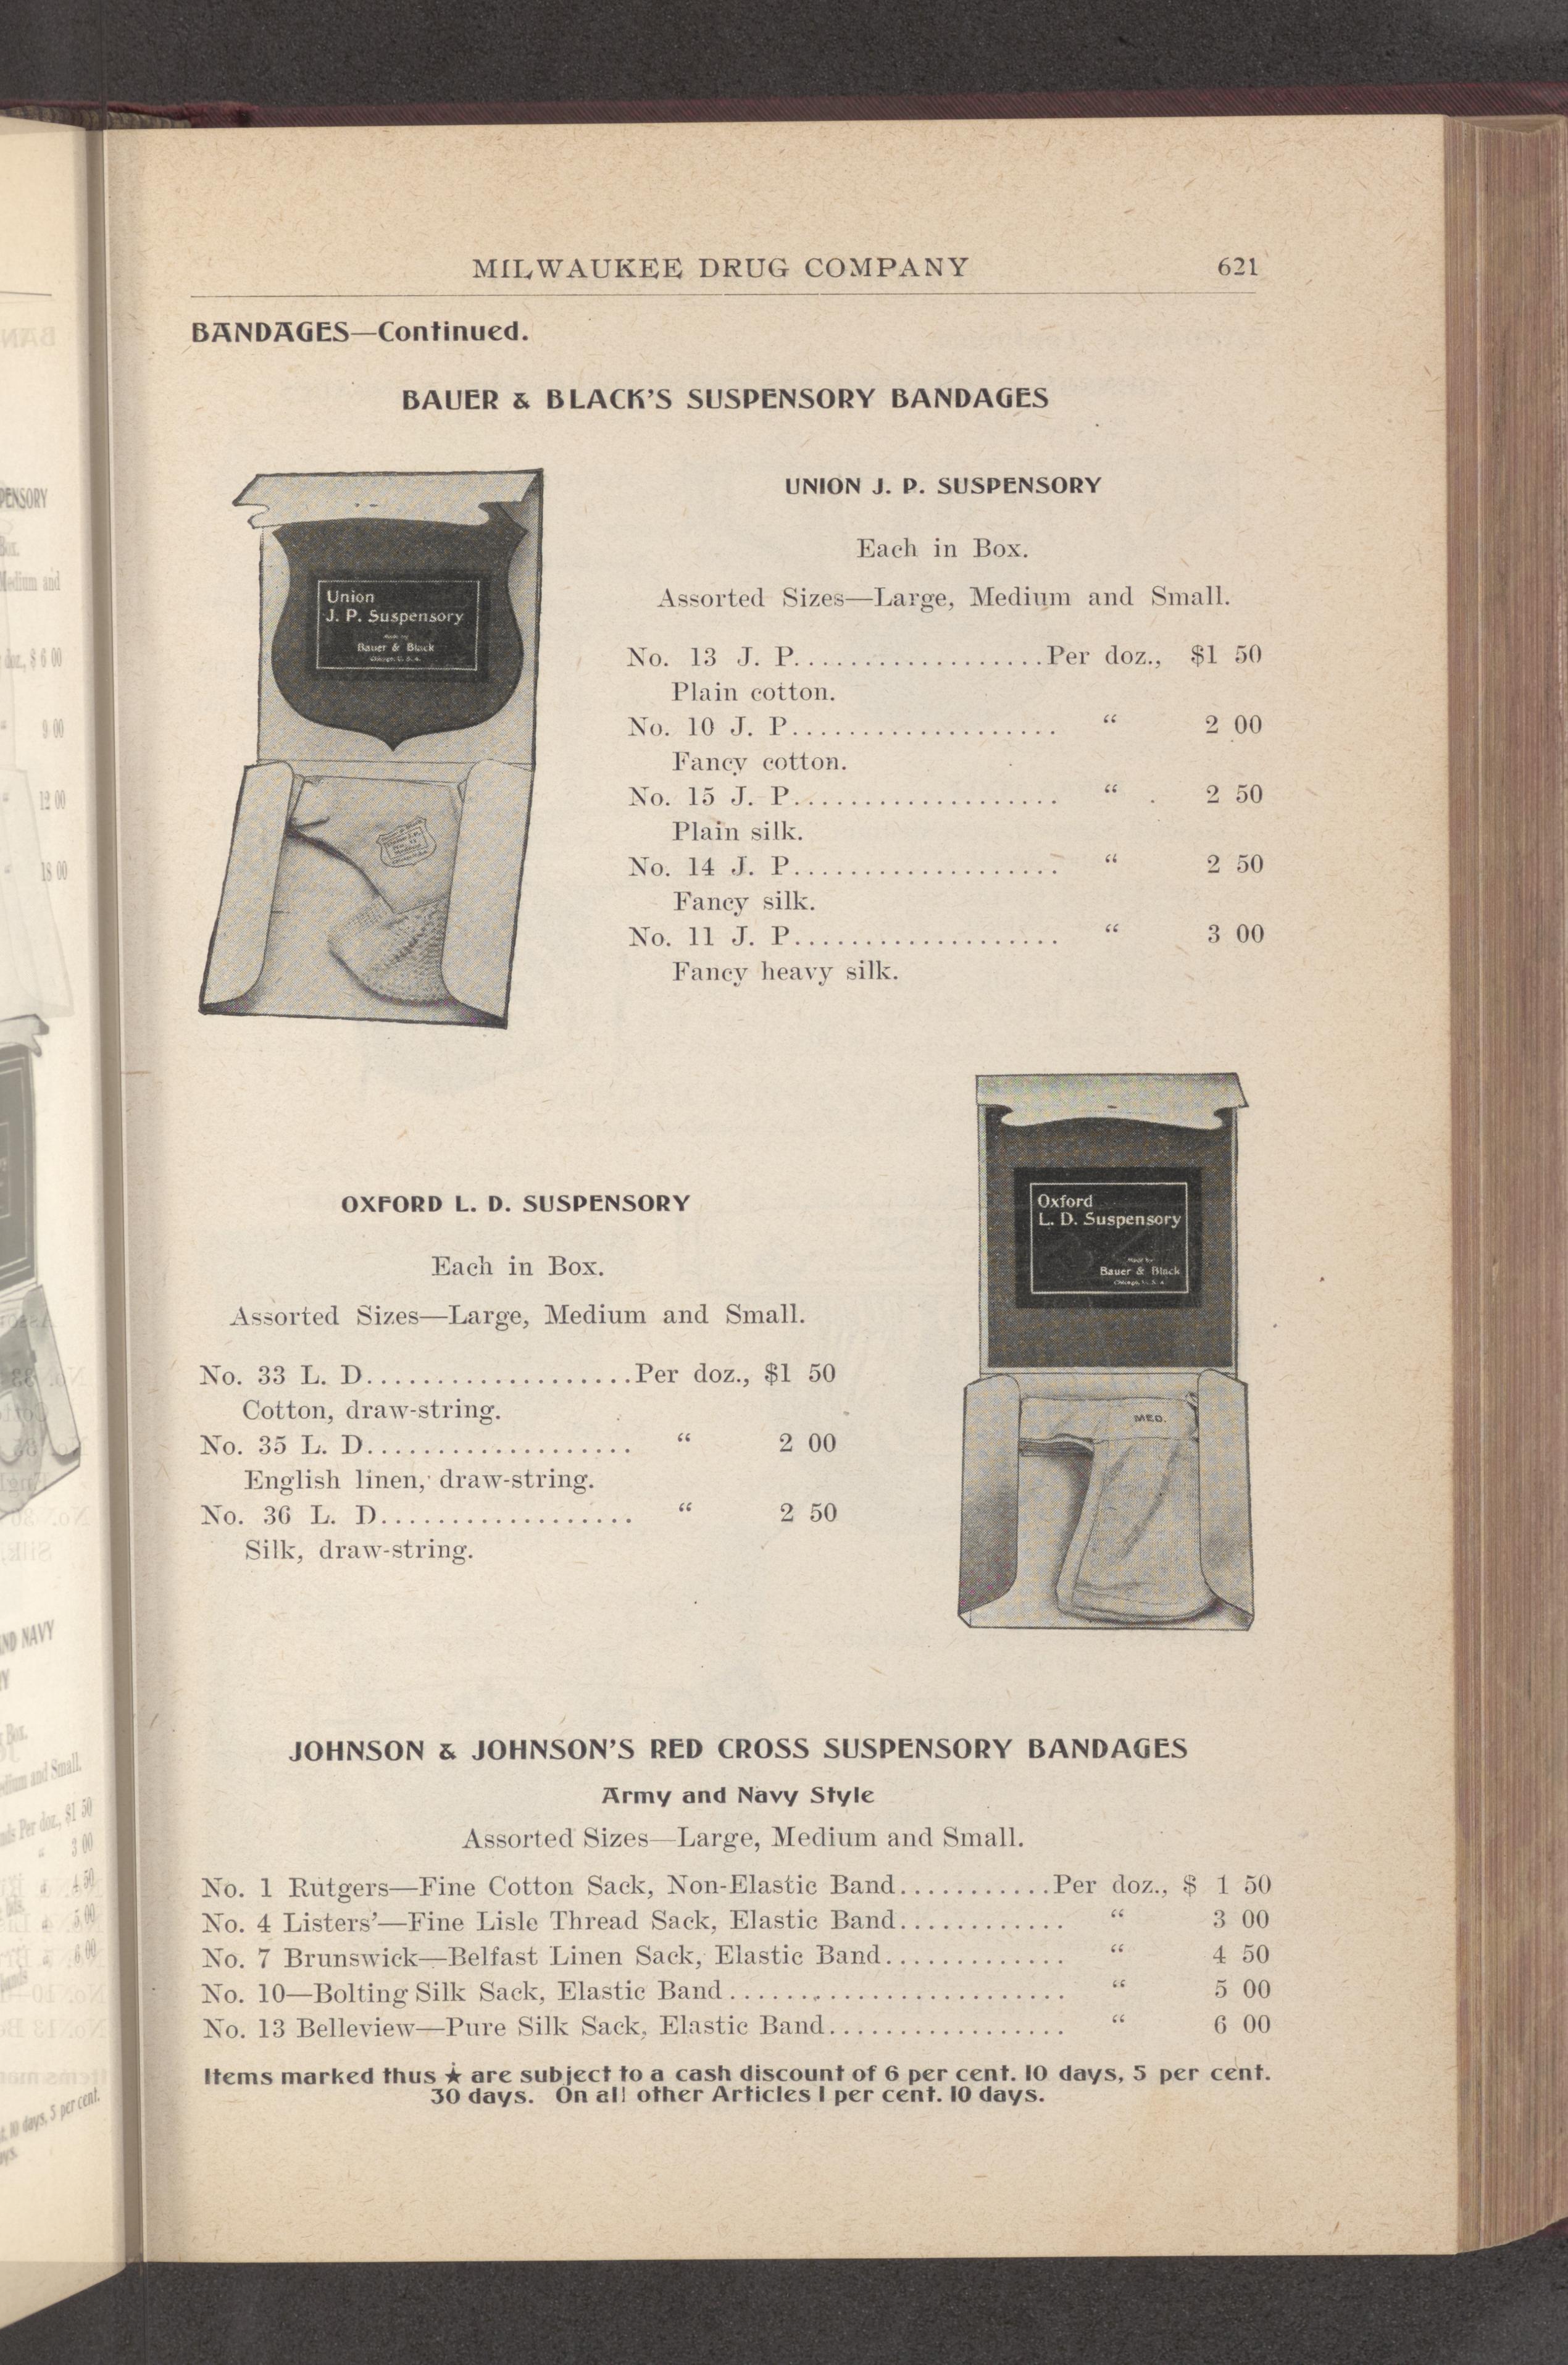 MILWAUKEE DRUG COMPANY 621
BANDAGES—Continued.
BAUER & BLACK'S SUSPENSORY BANDAGES
Union
J. P. Suspensory
Made by
Bauer & Black
Chicago, U. S. A.
UNION J. P. SUSPENSORY
Each in Box.
Assorted Sizes—Large, Medium and Small.
No. 13 J. P...................Per doz., $1 50
Plain cotton.
No. 10 J. P................... “ 2 00
Fancy cotton.
No. 15 J. P................... “ 2 50
Plain silk.
No. 14 J. P................... “ 2 50
Fancy silk.
No. 11 J. P................... “ 3 00
Fancy heavy silk.
OXFORD L. D. SUSPENSORY
Each in Box.
Assorted Sizes—Large, Medium and Small.
No. 33 L. D...................Per doz., $1 50
Cotton, draw-string.
No. 35 L. D................... “ 2 00
English linen, draw-string.
No. 36 L. D.................. “ 2 50
Silk, draw-string.
Oxford
L. D. Suspensory
Made by
Bauer & Black
Chicago, U. S. A.
MED.
JOHNSON & JOHNSON'S RED CROSS SUSPENSORY BANDAGES
Army and Navy Style
Assorted Sizes—Large, Medium and Small.
No. 1 Rutgers—Fine Cotton Sack, Non-Elastic Band...........Per doz., $ 1 50
No. 4 Listers'—Fine Lisle Thread Sack, Elastic Band............ “ 3 00
No. 7 Brunswick—Belfast Linen Sack, Elastic Band............. “ 4 50
No. 10—Bolting Silk Sack, Elastic Band........................ “ 5 00
No. 13 Belleview—Pure Silk Sack, Elastic Band................. “ 6 00
Items marked thus ★ are subject to a cash discount of 6 per cent. 10 days, 5 per cent.
30 days. On all other Articles 1 per cent. 10 days.